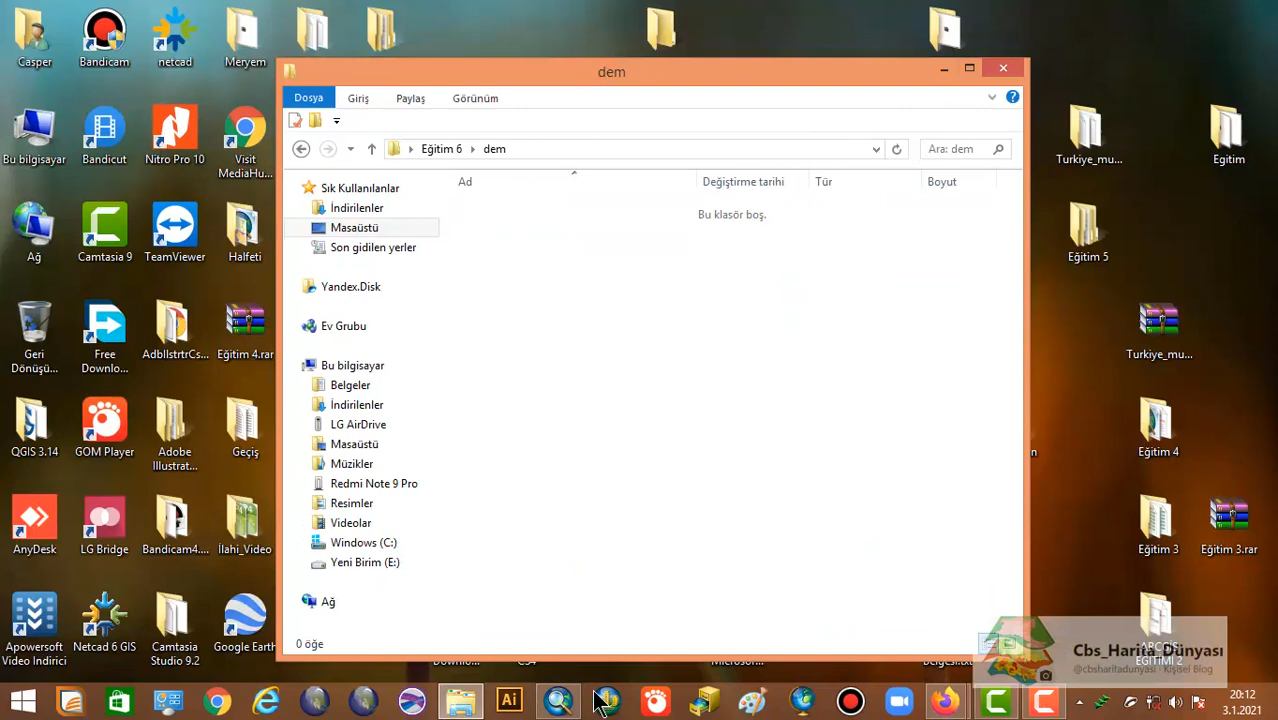 Casper
Bandicam
netcad
Meryem
dem
Dosya
Giriş
Paylaş
Görünüm
Eğitim 6
dem
Ara: dem
Ad
Değiştirme tarihi
Tür
Boyut
Bu klasör boş.
Sık Kullanılanlar
İndirilenler
Masaüstü
Son gidilen yerler
Yandex.Disk
Ev Grubu
Bu bilgisayar
Belgeler
İndirilenler
LG AirDrive
Masaüstü
Müzikler
Redmi Note 9 Pro
Resimler
Videolar
Windows (C:)
Yeni Birim (E:)
Ağ
0 öğe
Bu bilgisayar
Bandicut
Nitro Pro 10
Visit
MediaHu...
Ağ
Camtasia 9
TeamViewer
Halfeti
Geri
Dönüşü...
Free
Downlo...
AdbIlstrtrCs...
Eğitim 4.rar
QGIS 3.14
GOM Player
Adobe
Illustrat...
Geçiş
AnyDesk
LG Bridge
Bandicam4....
İlahi_Video
Apowersoft
Video Indirici
Netcad 6 GIS
Camtasia
Studio 9.2
Google Earth
Turkiye_mu...
Egitim
Eğitim 5
Turkiye_mu...
Eğitim 4
Eğitim 3
Eğitim 3.rar
ARCGİS
EĞİTİMİ 2
Cbs_Harita_Dünyası
@cbsharitadunyasi - Kişisel Blog
Ai
20:12
3.1.2021